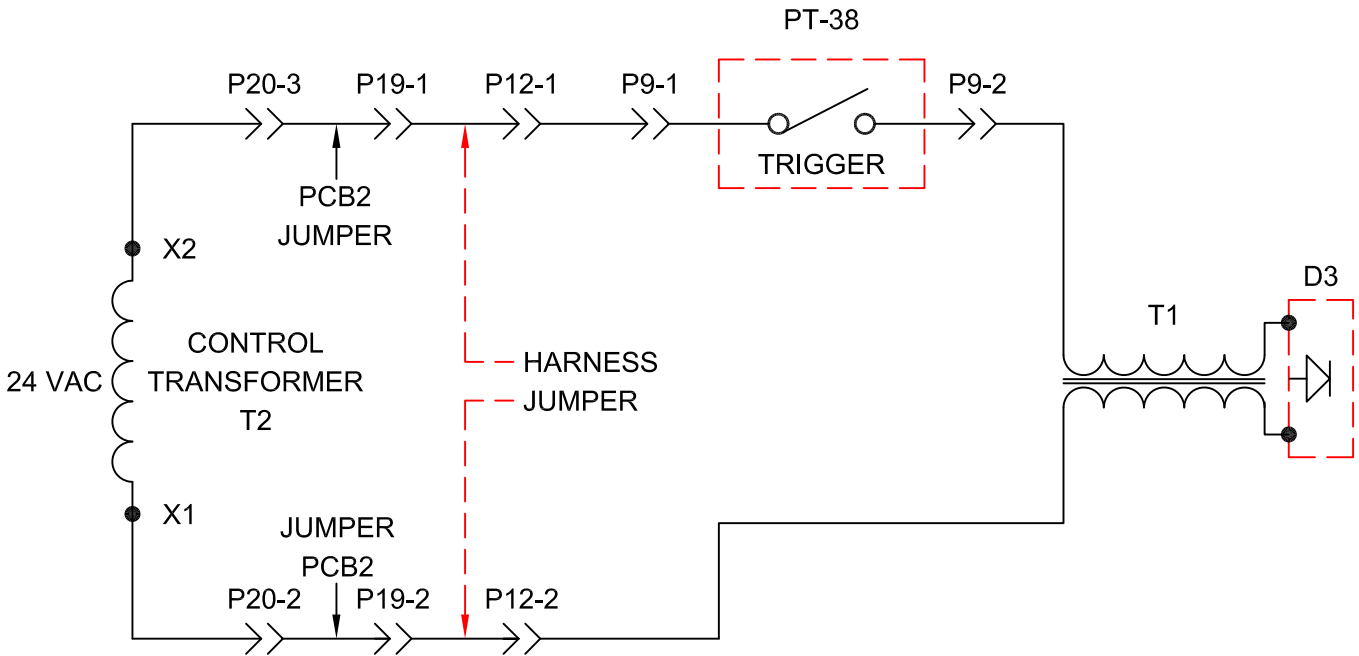 PT-38
P20-3
P19-1
P12-1
P9-1
P9-2
TRIGGER
PCB2
JUMPER
X2
D3
T1
CONTROL
TRANSFORMER
T2
24 VAC
HARNESS
JUMPER
X1
JUMPER
PCB2
P20-2
P19-2
P12-2